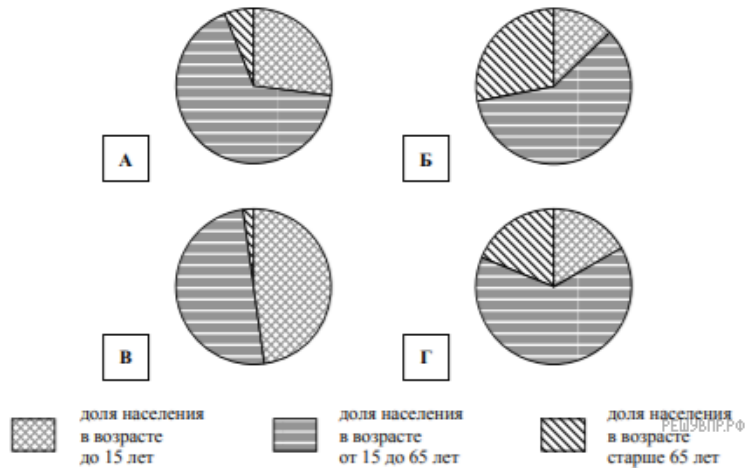 А
Б
В
Г
доля населения
в возрасте
до 15 лет
доля населения
в возрасте
от 15 до 65 лет
доля населения
в возрасте
старше 65 лет
РЕШУВПР.РФ